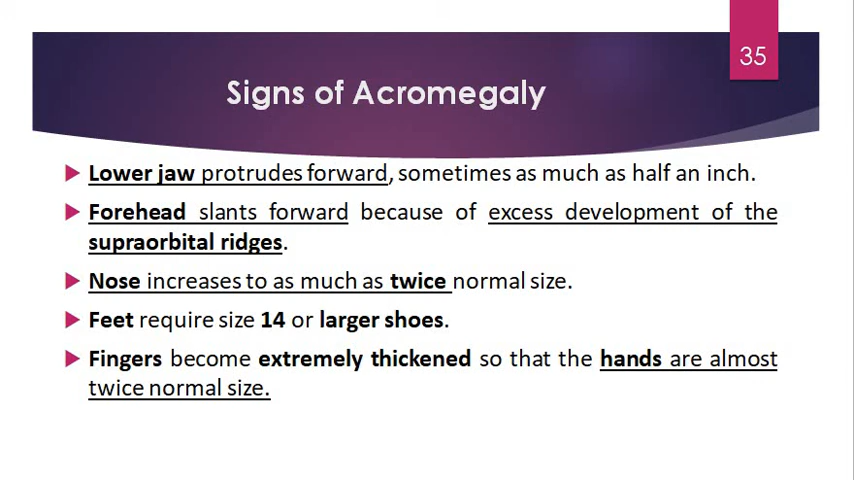 35
Signs of Acromegaly
Lower jaw protrudes forward, sometimes as much as half an inch.
Forehead slants forward because of excess development of the
supraorbital ridges.
Nose increases to as much as twice normal size.
Feet require size 14 or larger shoes.
Fingers become extremely thickened so that the hands are almost
twice normal size.